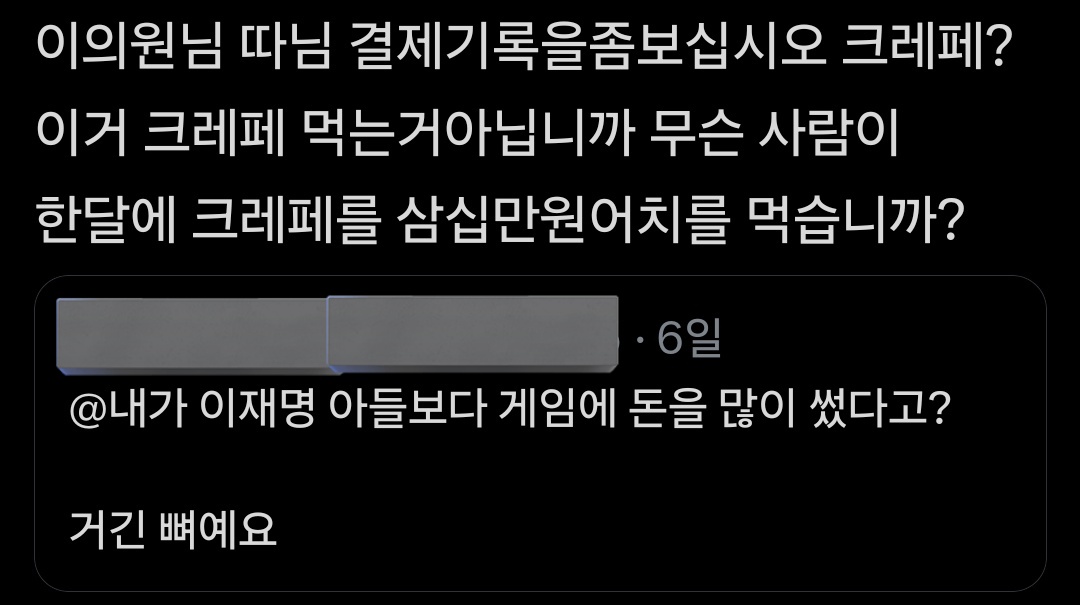 이의원님 따님 결제기록을좀보십시오 크레페?
이거 크레페 먹는거아닙니까 무슨 사람이
한달에 크레페를 삼십만원어치를 먹습니까?
· 6일
@내가 이재명 아들보다 게임에 돈을 많이 썼다고?
거긴 뼈예요